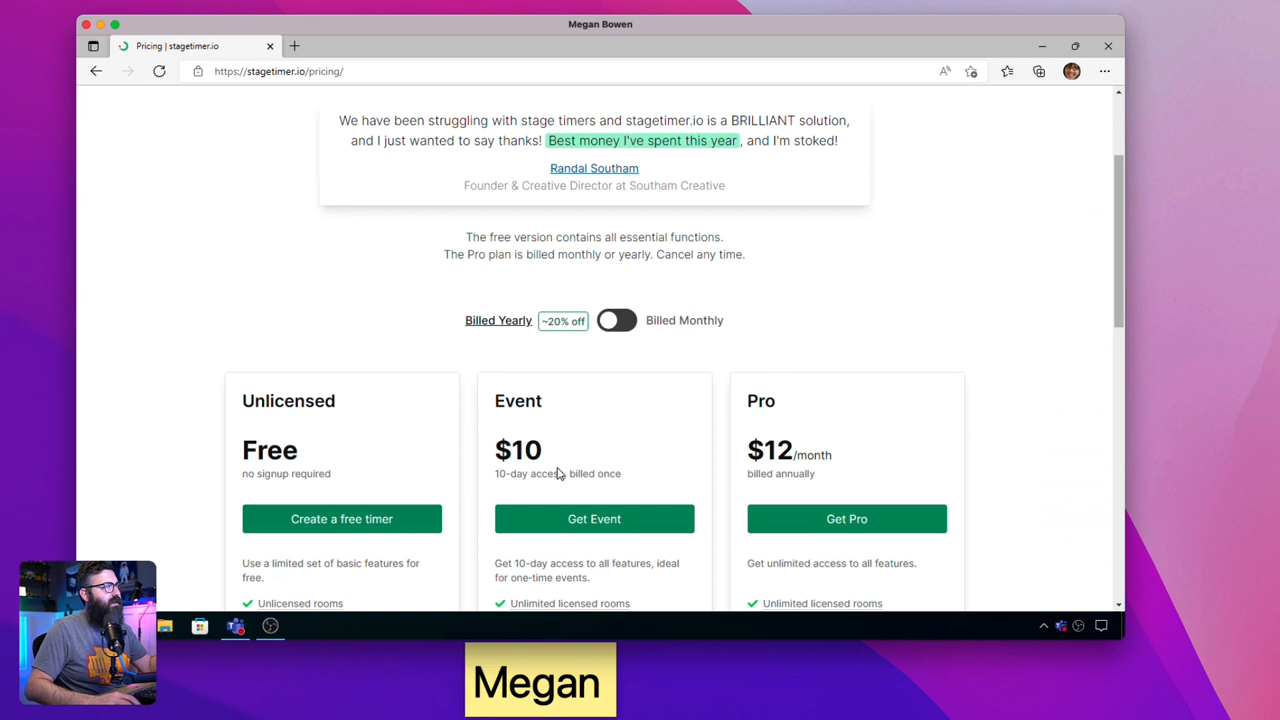 Megan Bowen
Pricing | stagetimer.io
https://stagetimer.io/pricing/
We have been struggling with stage timers and stagetimer.io is a BRILLIANT solution,
and I just wanted to say thanks! Best money I've spent this year, and I'm stoked!
Randal Southam
Founder & Creative Director at Southam Creative
The free version contains all essential functions.
The Pro plan is billed monthly or yearly. Cancel any time.
Billed Yearly ~20% off Billed Monthly
Unlicensed
Free
no signup required
Create a free timer
Use a limited set of basic features for
free.
Unlicensed rooms
Event
$10
10-day access, billed once
Get Event
Get 10-day access to all features, ideal
for one-time events.
Unlimited licensed rooms
Pro
$12/month
billed annually
Get Pro
Get unlimited access to all features.
Unlimited licensed rooms
Megan